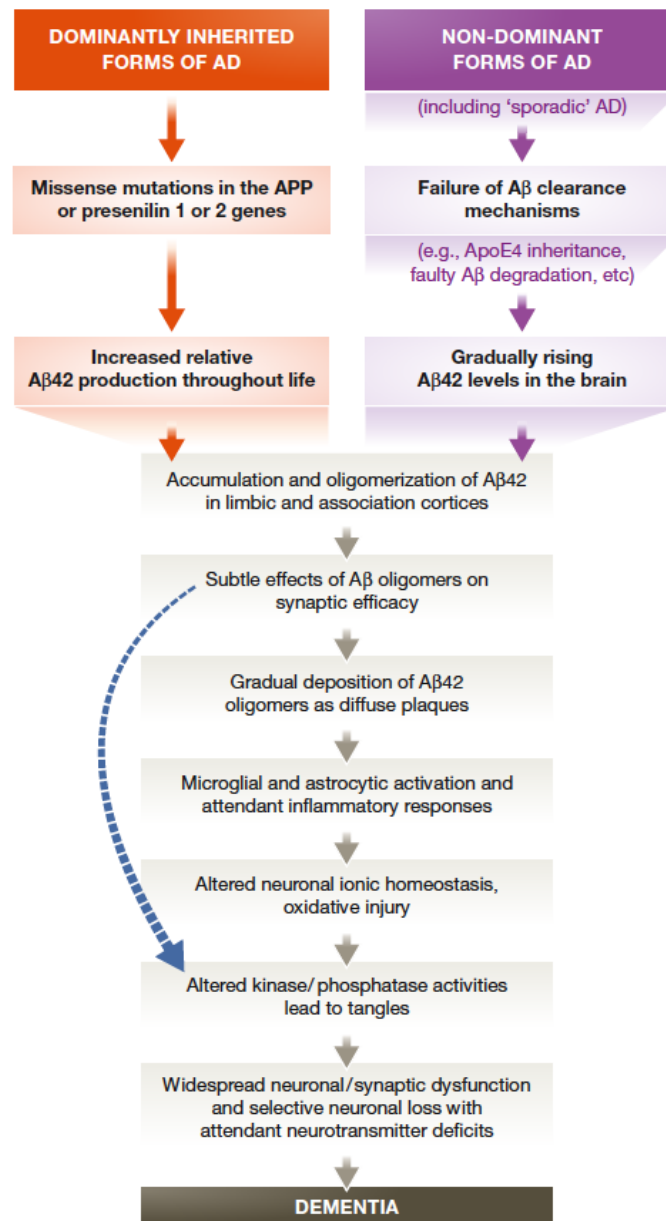 DOMINANTLY INHERITED
FORMS OF AD
NON-DOMINANT
FORMS OF AD
(including ‘sporadic’ AD)
Missense mutations in the APP
or presenilin 1 or 2 genes
Failure of Aβ clearance
mechanisms
(e.g., ApoE4 inheritance,
faulty Aβ degradation, etc)
Increased relative
Aβ42 production throughout life
Gradually rising
Aβ42 levels in the brain
Accumulation and oligomerization of Aβ42
in limbic and association cortices
Subtle effects of Aβ oligomers on
synaptic efficacy
Gradual deposition of Aβ42
oligomers as diffuse plaques
Microglial and astrocytic activation and
attendant inflammatory responses
Altered neuronal ionic homeostasis,
oxidative injury
Altered kinase/phosphatase activities
lead to tangles
Widespread neuronal/synaptic dysfunction
and selective neuronal loss with
attendant neurotransmitter deficits
DEMENTIA